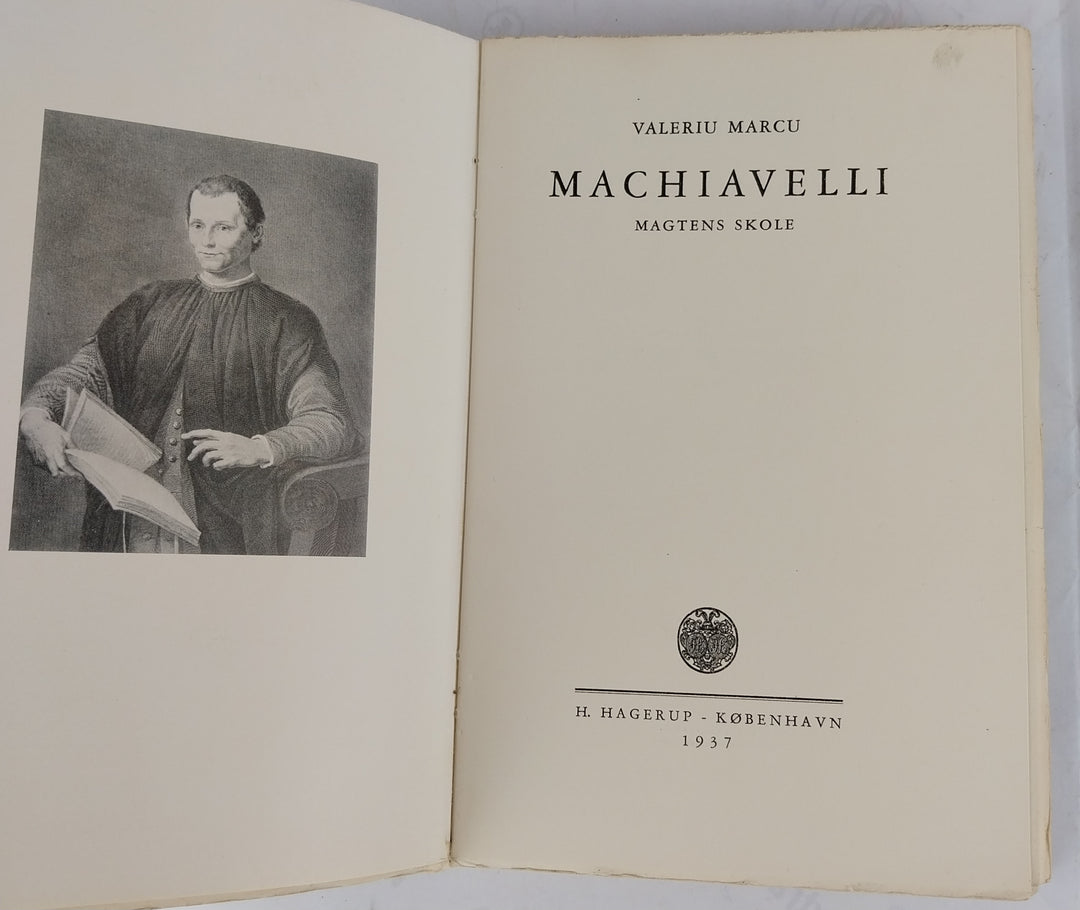 VALERIU MARCU
MACHIAVELLI
MAGTENS SKOLE
H. HAGERUP - KØBENHAVN
1937